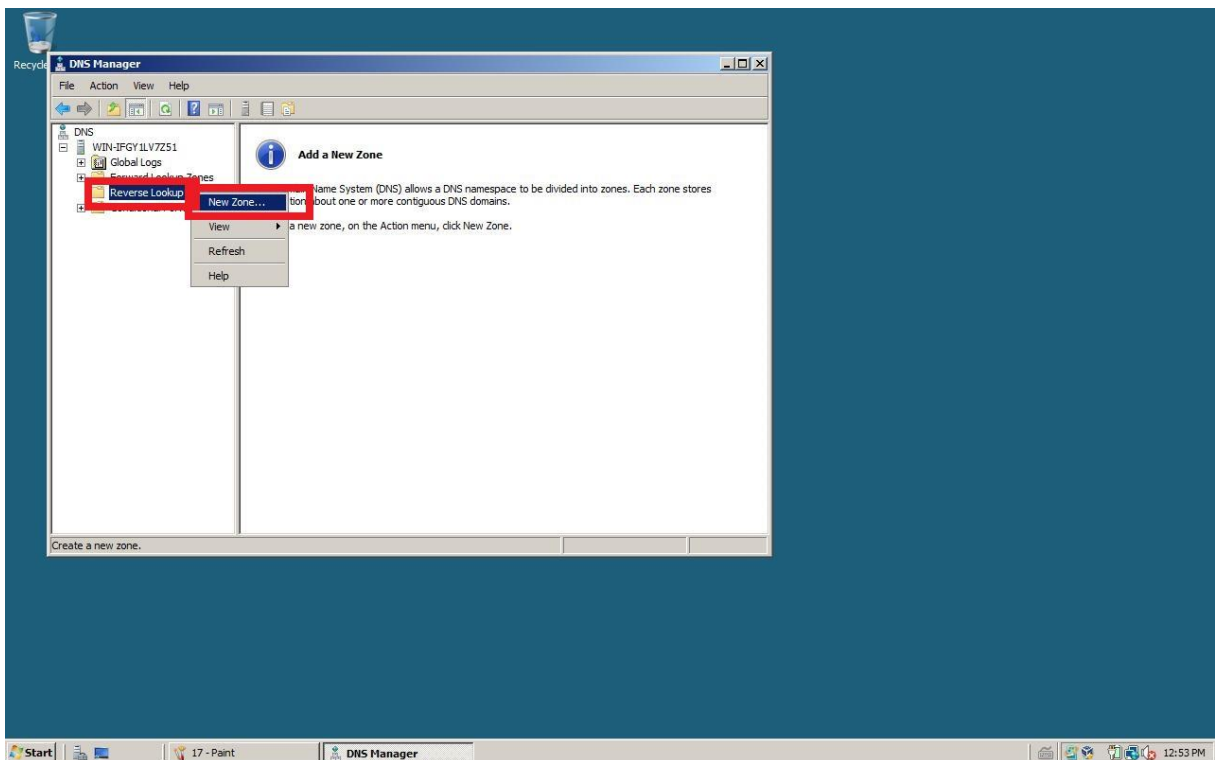 Recycle
DNS Manager
File Action View Help
DNS
WIN-IFGY1LV7Z51
Global Logs
Forward Lookup Zones
Reverse Lookup
New Zone...
View
Refresh
Help
Add a New Zone
Name System (DNS) allows a DNS namespace to be divided into zones. Each zone stores
about one or more contiguous DNS domains.
a new zone, on the Action menu, click New Zone.
Create a new zone.
Start
17 - Paint
DNS Manager
12:53 PM